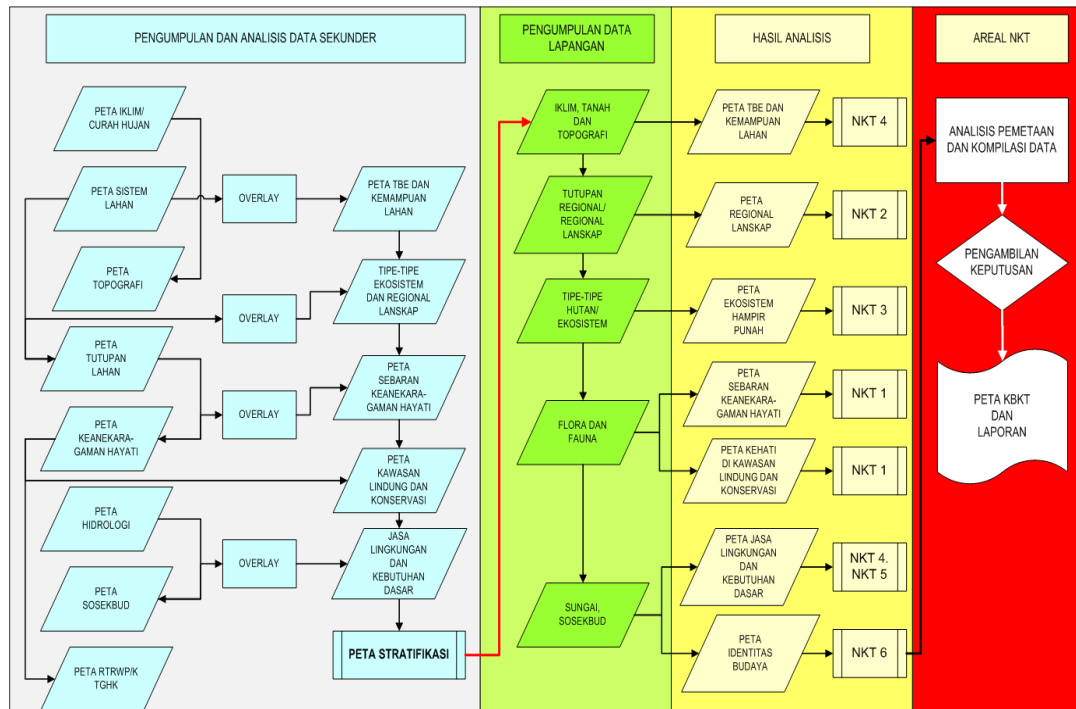 PENGUMPULAN DAN ANALISIS DATA SEKUNDER
PETA IKLIM/
CURAH HUJAN
PETA SISTEM
LAHAN
OVERLAY
PETA TBE DAN
KEMAMPUAN
LAHAN
PETA
TOPOGRAFI
OVERLAY
TIPE-TIPE
EKOSISTEM
DAN REGIONAL
LANSKAP
PETA
TUTUPAN
LAHAN
OVERLAY
PETA
SEBARAN
KEANEKARA-
GAMAN HAYATI
PETA
KEANEKARA-
GAMAN HAYATI
PETA
KAWASAN
LINDUNG DAN
KONSERVASI
PETA
HIDROLOGI
OVERLAY
JASA
LINGKUNGAN
DAN
KEBUTUHAN
DASAR
PETA
SOSEKBUD
PETA STRATIFIKASI
PETA RTRWP/K
TGHK
PENGUMPULAN DATA
LAPANGAN
IKLIM, TANAH
DAN
TOPOGRAFI
TUTUPAN
REGIONAL/
REGIONAL
LANSKAP
TIPE-TIPE
HUTAN/
EKOSISTEM
FLORA DAN
FAUNA
SUNGAI,
SOSEKBUD
HASIL ANALISIS
PETA TBE DAN
KEMAMPUAN
LAHAN
NKT 4
PETA
REGIONAL
LANSKAP
NKT 2
PETA
EKOSISTEM
HAMPIR
PUNAH
NKT 3
PETA
SEBARAN
KEANEKARA-
GAMAN HAYATI
NKT 1
PETA KEHATI
DI KAWASAN
LINDUNG DAN
KONSERVASI
NKT 1
PETA JASA
LINGKUNGAN
DAN
KEBUTUHAN
DASAR
NKT 4.
NKT 5
PETA
IDENTITAS
BUDAYA
NKT 6
AREAL NKT
ANALISIS PEMETAAN
DAN KOMPILASI DATA
PENGAMBILAN
KEPUTUSAN
PETA KBKT
DAN
LAPORAN